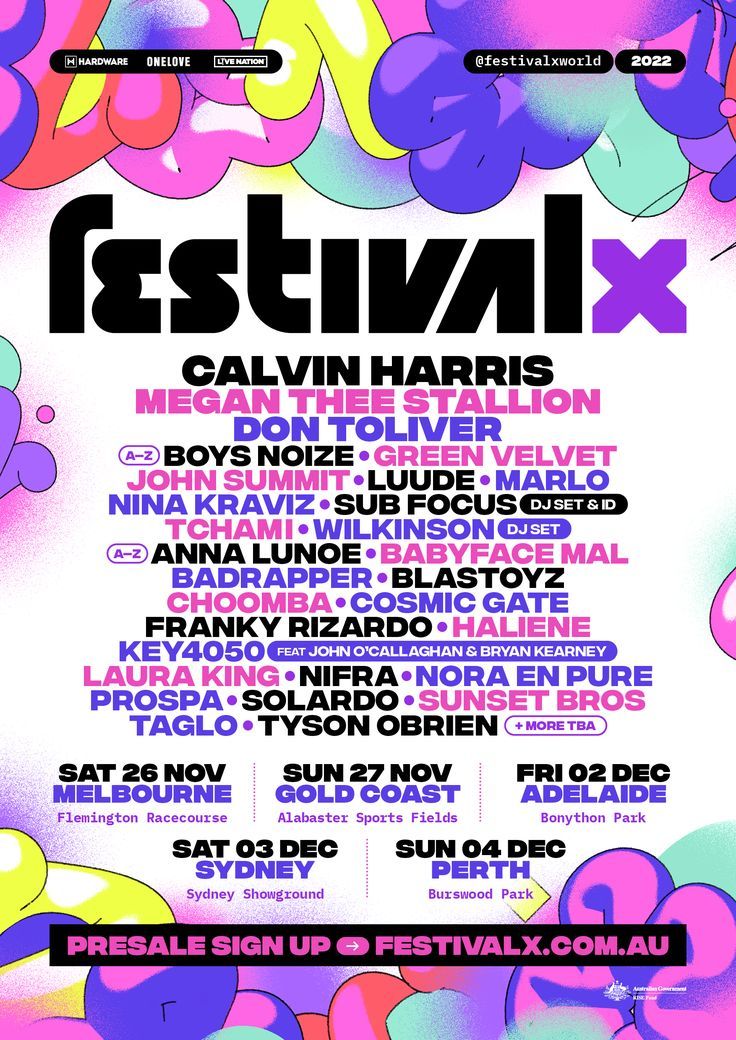 HARDWARE ONELOVE LIVE NATION @festivalxworld 2022
festivalx
CALVIN HARRIS
MEGAN THEE STALLION
DON TOLIVER
A–Z BOYS NOIZE • GREEN VELVET
JOHN SUMMIT • LUUDE • MARLO
NINA KRAVIZ • SUB FOCUS DJ SET & ID
TCHAMI • WILKINSON DJ SET
A–Z ANNA LUNOE • BABYFACE MAL
BADRAPPER • BLASTOYZ
CHOOMBA • COSMIC GATE
FRANKY RIZARDO • HALIENE
KEY4050 FEAT JOHN O'CALLAGHAN & BRYAN KEARNEY
LAURA KING • NIFRA • NORA EN PURE
PROSPA • SOLARDO • SUNSET BROS
TAGLO • TYSON OBRIEN + MORE TBA
SAT 26 NOV SUN 27 NOV FRI 02 DEC
MELBOURNE GOLD COAST ADELAIDE
Flemington Racecourse Alabaster Sports Fields Bonython Park
SAT 03 DEC SUN 04 DEC
SYDNEY PERTH
Sydney Showground Burswood Park
PRESALE SIGN UP → FESTIVALX.COM.AU
Australian Government
RISE Fund